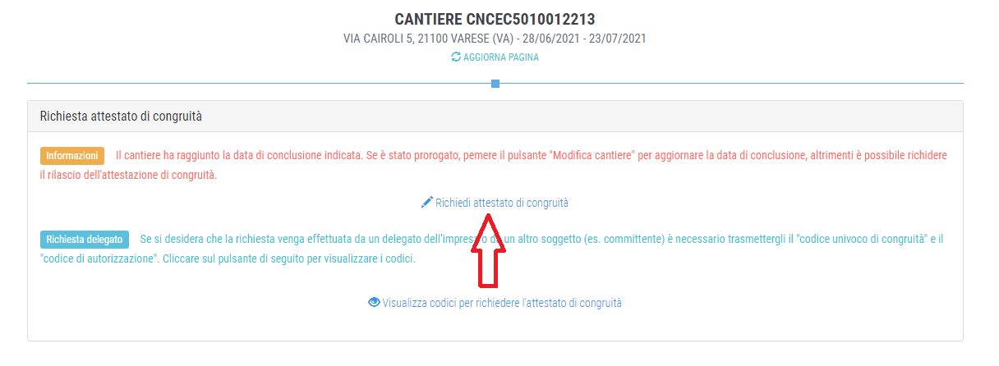 CANTIERE CNCEC5010012213
VIA CAIROLI 5, 21100 VARESE (VA) - 28/06/2021 - 23/07/2021
AGGIORNA PAGINA
Richiesta attestato di congruità
Informazioni Il cantiere ha raggiunto la data di conclusione indicata. Se è stato prorogato, pemere il pulsante "Modifica cantiere" per aggiornare la data di conclusione, altrimenti è possibile richidere
il rilascio dell'attestazione di congruità.
Richiedi attestato di congruità
Richiesta delegato Se si desidera che la richiesta venga effettuata da un delegato dell'impresa o da un altro soggetto (es. committente) è necessario trasmettergli il "codice univoco di congruità" e il
"codice di autorizzazione". Cliccare sul pulsante di seguito per visualizzare i codici.
Visualizza codici per richiedere l'attestato di congruità